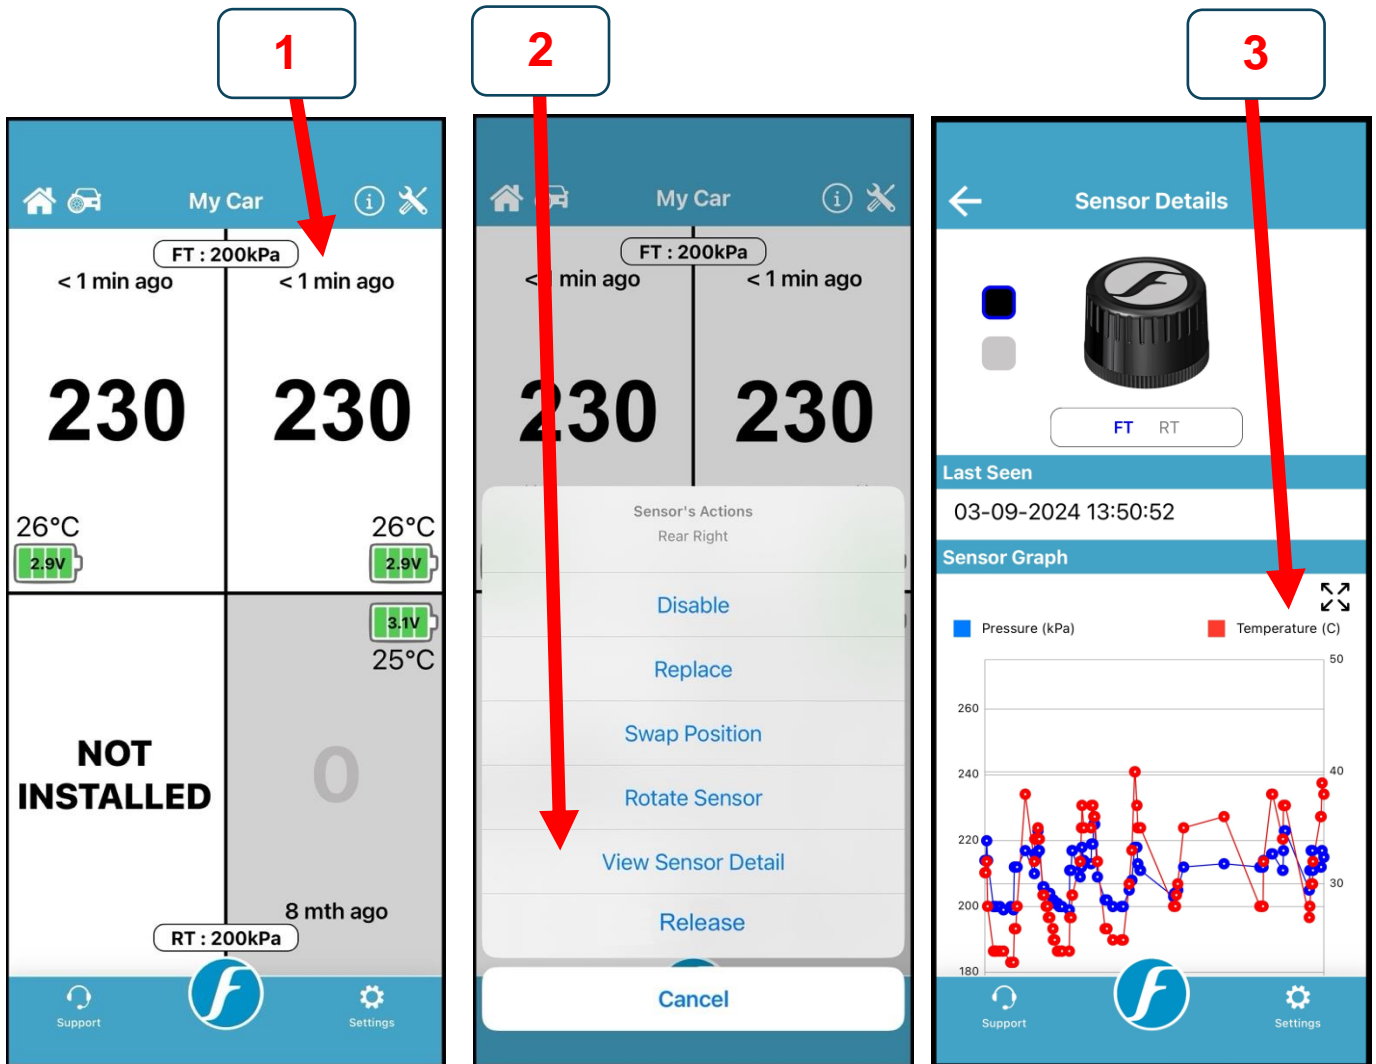 1
2
3
My Car
FT : 200kPa
< 1 min ago
< 1 min ago
230
230
26°C
26°C
2.9V
2.9V
3.1V
25°C
NOT
INSTALLED
0
8 mth ago
RT : 200kPa
Support
Settings
My Car
FT : 200kPa
< 1 min ago
< 1 min ago
230
230
Sensor's Actions
Rear Right
Disable
Replace
Swap Position
Rotate Sensor
View Sensor Detail
Release
Cancel
Sensor Details
FT RT
Last Seen
03-09-2024 13:50:52
Sensor Graph
Pressure (kPa)
Temperature (C)
50
260
240
40
220
30
200
180
Support
Settings